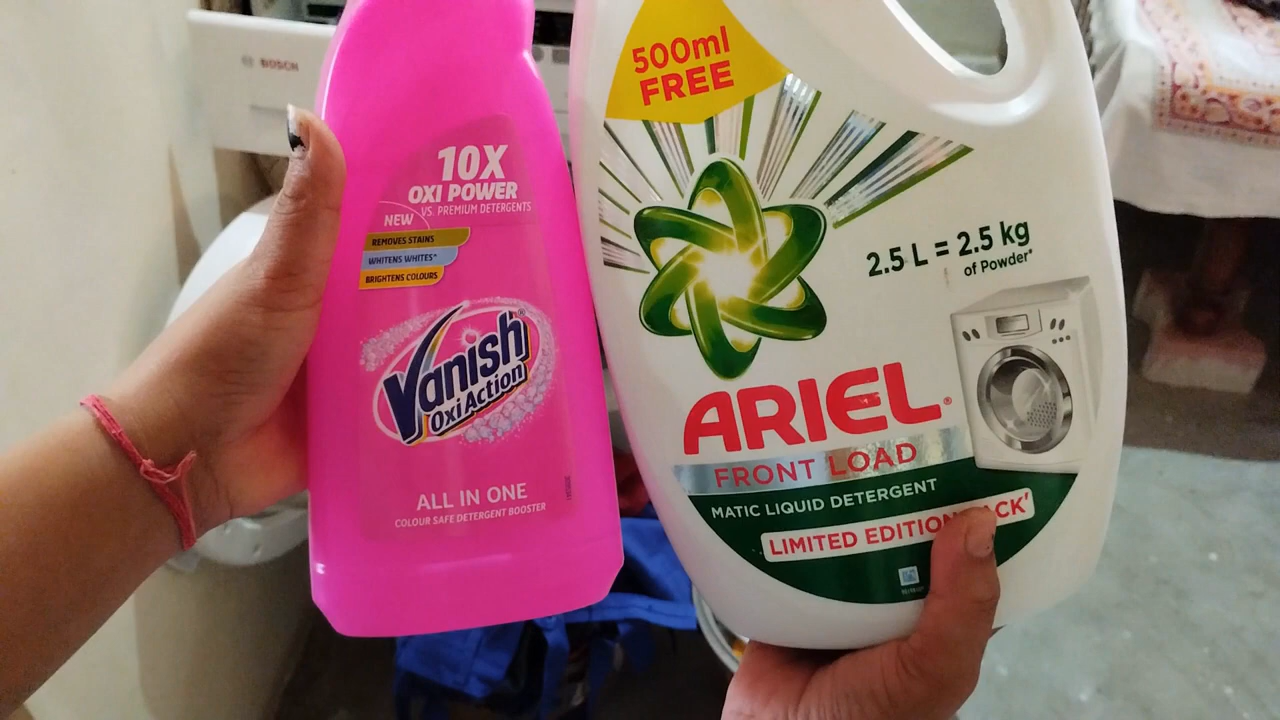 BOSCH
10X
OXI POWER
VS. PREMIUM DETERGENTS
NEW
REMOVES STAINS
WHITENS WHITES*
BRIGHTENS COLOURS
Vanish®
OxiAction
ALL IN ONE
COLOUR SAFE DETERGENT BOOSTER
500ml
FREE
2.5 L = 2.5 kg
of Powder*
ARIEL®
FRONT LOAD
MATIC LIQUID DETERGENT
LIMITED EDITION